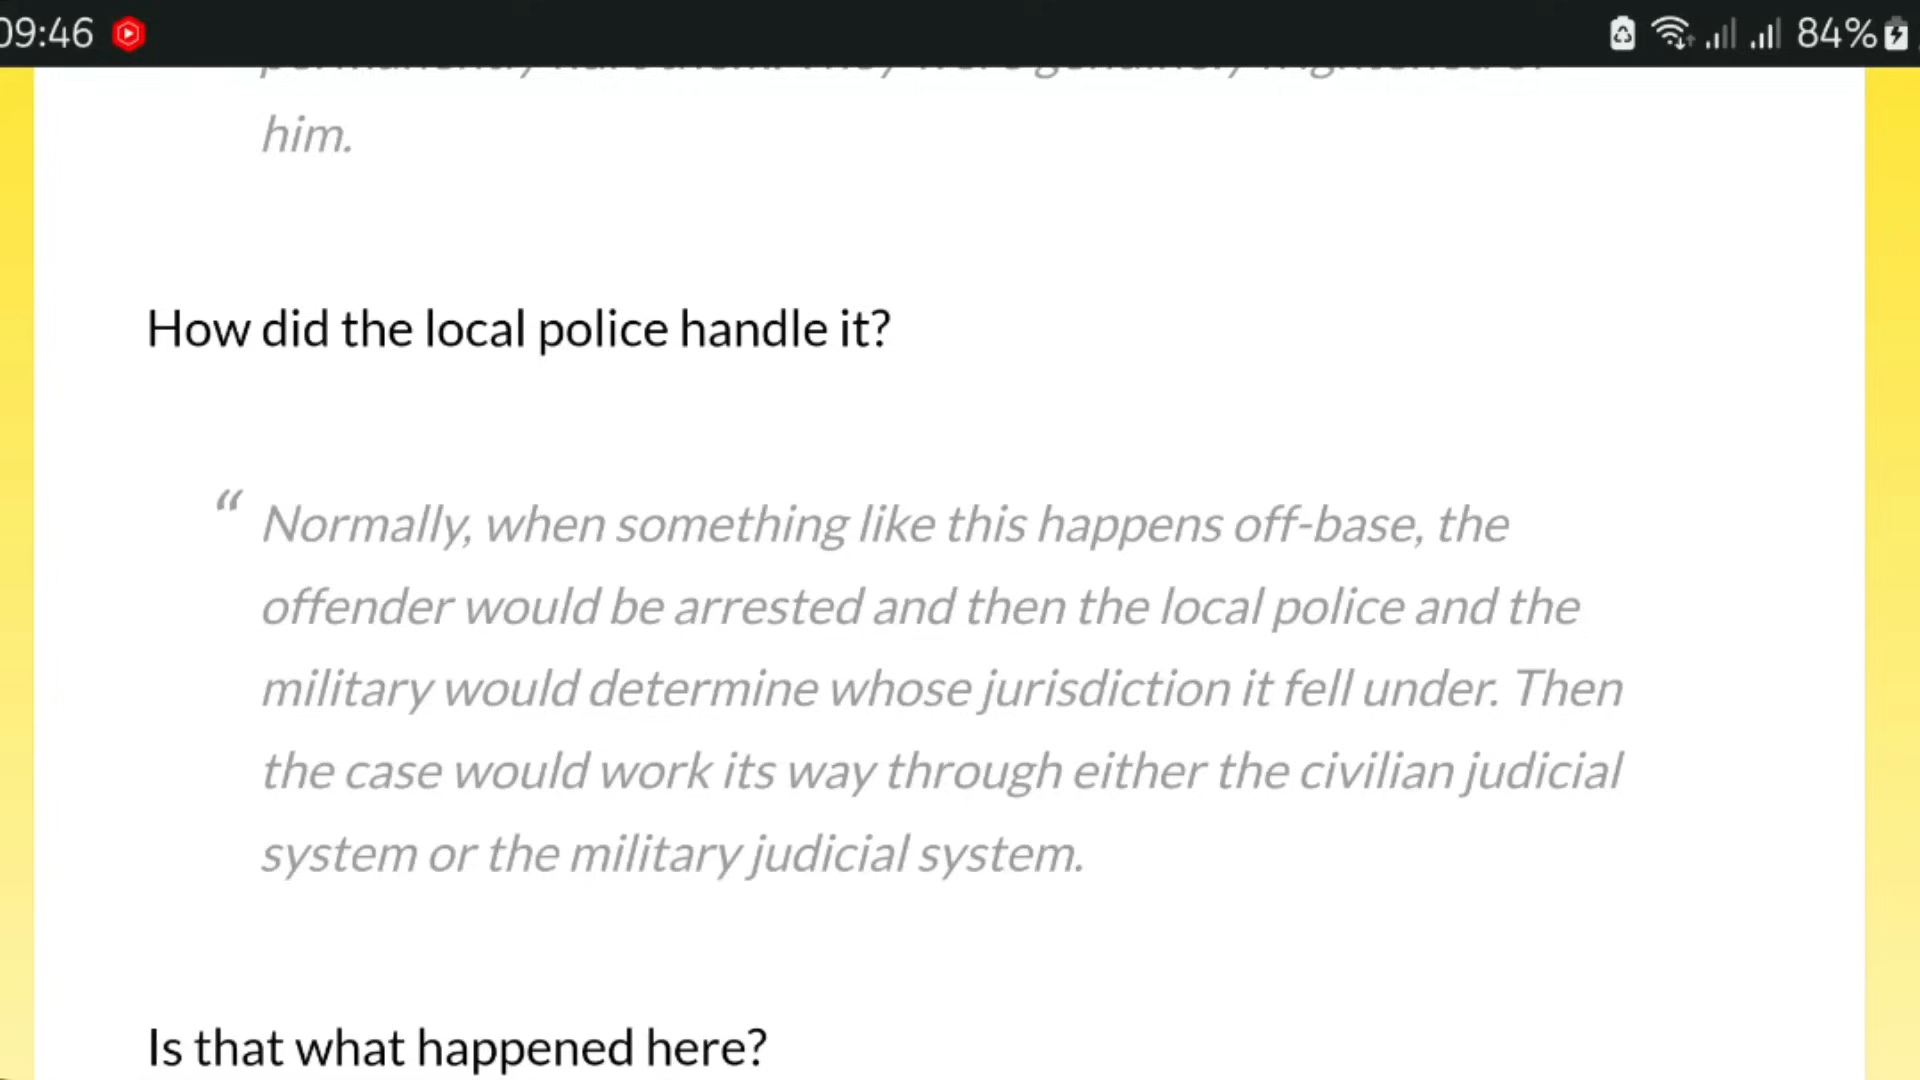 09:46 84%
him.
How did the local police handle it?
“ Normally, when something like this happens off-base, the
offender would be arrested and then the local police and the
military would determine whose jurisdiction it fell under. Then
the case would work its way through either the civilian judicial
system or the military judicial system.
Is that what happened here?